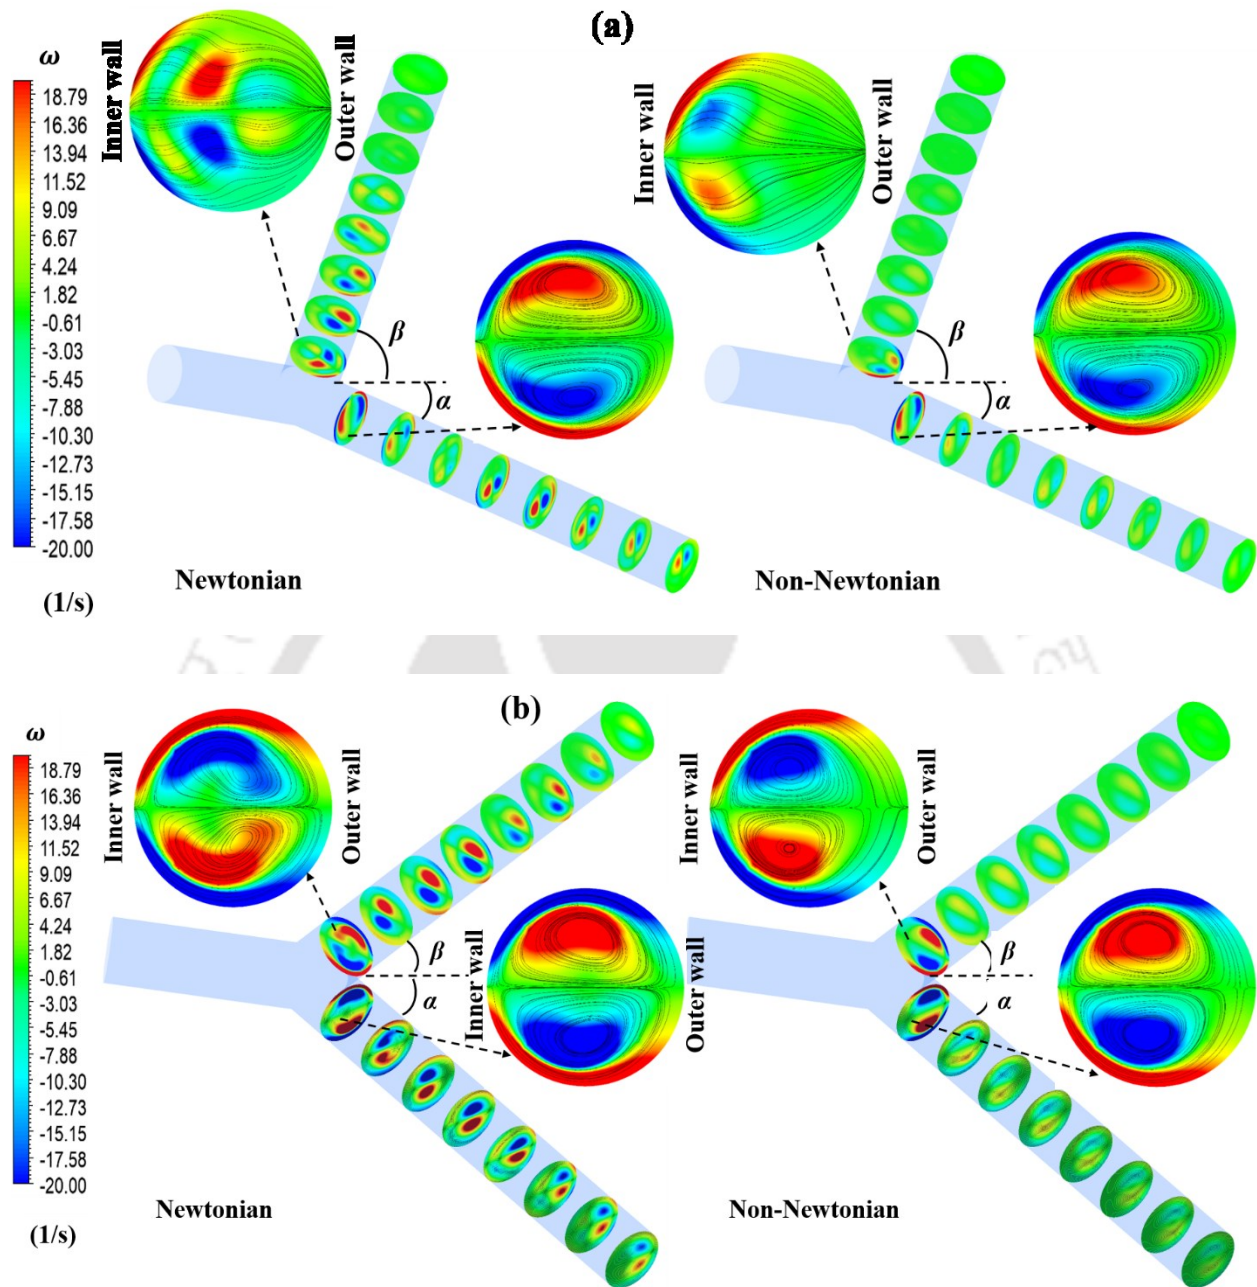 (a)
ω
18.79
16.36
13.94
11.52
9.09
6.67
4.24
1.82
-0.61
-3.03
-5.45
-7.88
-10.30
-12.73
-15.15
-17.58
-20.00
(1/s)
Inner wall
Outer wall
β
α
Newtonian
Inner wall
Outer wall
β
α
Non-Newtonian
(b)
ω
18.79
16.36
13.94
11.52
9.09
6.67
4.24
1.82
-0.61
-3.03
-5.45
-7.88
-10.30
-12.73
-15.15
-17.58
-20.00
(1/s)
Inner wall
Outer wall
β
α
Inner wall
Outer wall
Newtonian
Inner wall
Outer wall
β
α
Non-Newtonian